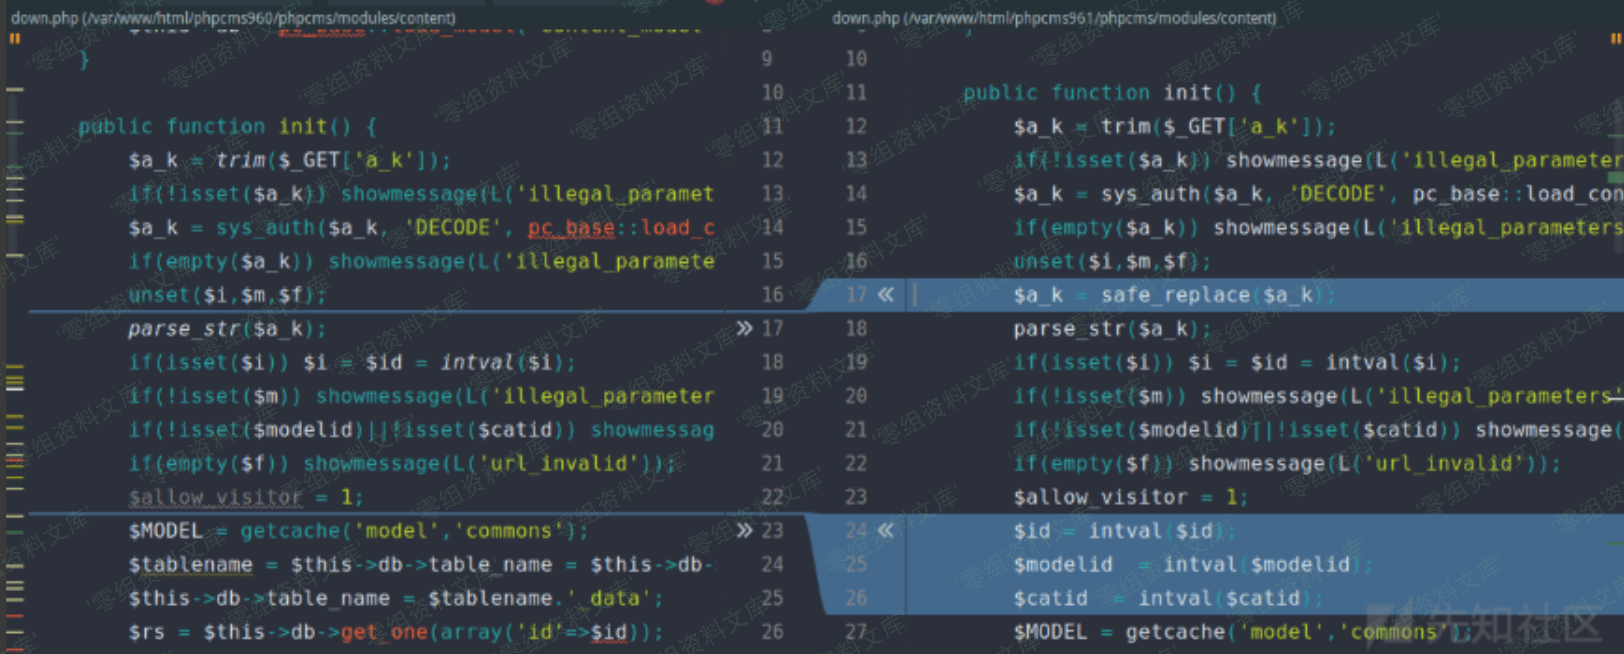 down.php (/var/www/html/phpcms960/phpcms/modules/content)
}
public function init() {
$a_k = trim($_GET['a_k']);
if(!isset($a_k)) showmessage(L('illegal_paramet
$a_k = sys_auth($a_k, 'DECODE', pc_base::load_c
if(empty($a_k)) showmessage(L('illegal_paramete
unset($i,$m,$f);
parse_str($a_k);
if(isset($i)) $i = $id = intval($i);
if(!isset($m)) showmessage(L('illegal_parameter
if(!isset($modelid)||!isset($catid)) showmessag
if(empty($f)) showmessage(L('url_invalid'));
$allow_visitor = 1;
$MODEL = getcache('model','commons');
$tablename = $this->db->table_name = $this->db-
$this->db->table_name = $tablename.'_data';
$rs = $this->db->get_one(array('id'=>$id));
9
10
11
12
13
14
15
16
» 17
18
19
20
21
22
» 23
24
25
26
down.php (/var/www/html/phpcms961/phpcms/modules/content)
10
11 public function init() {
12 $a_k = trim($_GET['a_k']);
13 if(!isset($a_k)) showmessage(L('illegal_parameter
14 $a_k = sys_auth($a_k, 'DECODE', pc_base::load_con
15 if(empty($a_k)) showmessage(L('illegal_parameters
16 unset($i,$m,$f);
17 « $a_k = safe_replace($a_k);
18 parse_str($a_k);
19 if(isset($i)) $i = $id = intval($i);
20 if(!isset($m)) showmessage(L('illegal_parameters'
21 if(!isset($modelid)||!isset($catid)) showmessage(
22 if(empty($f)) showmessage(L('url_invalid'));
23 $allow_visitor = 1;
24 « $id = intval($id);
25 $modelid = intval($modelid);
26 $catid = intval($catid);
27 $MODEL = getcache('model','commons');
'零组资料文库'
先知社区